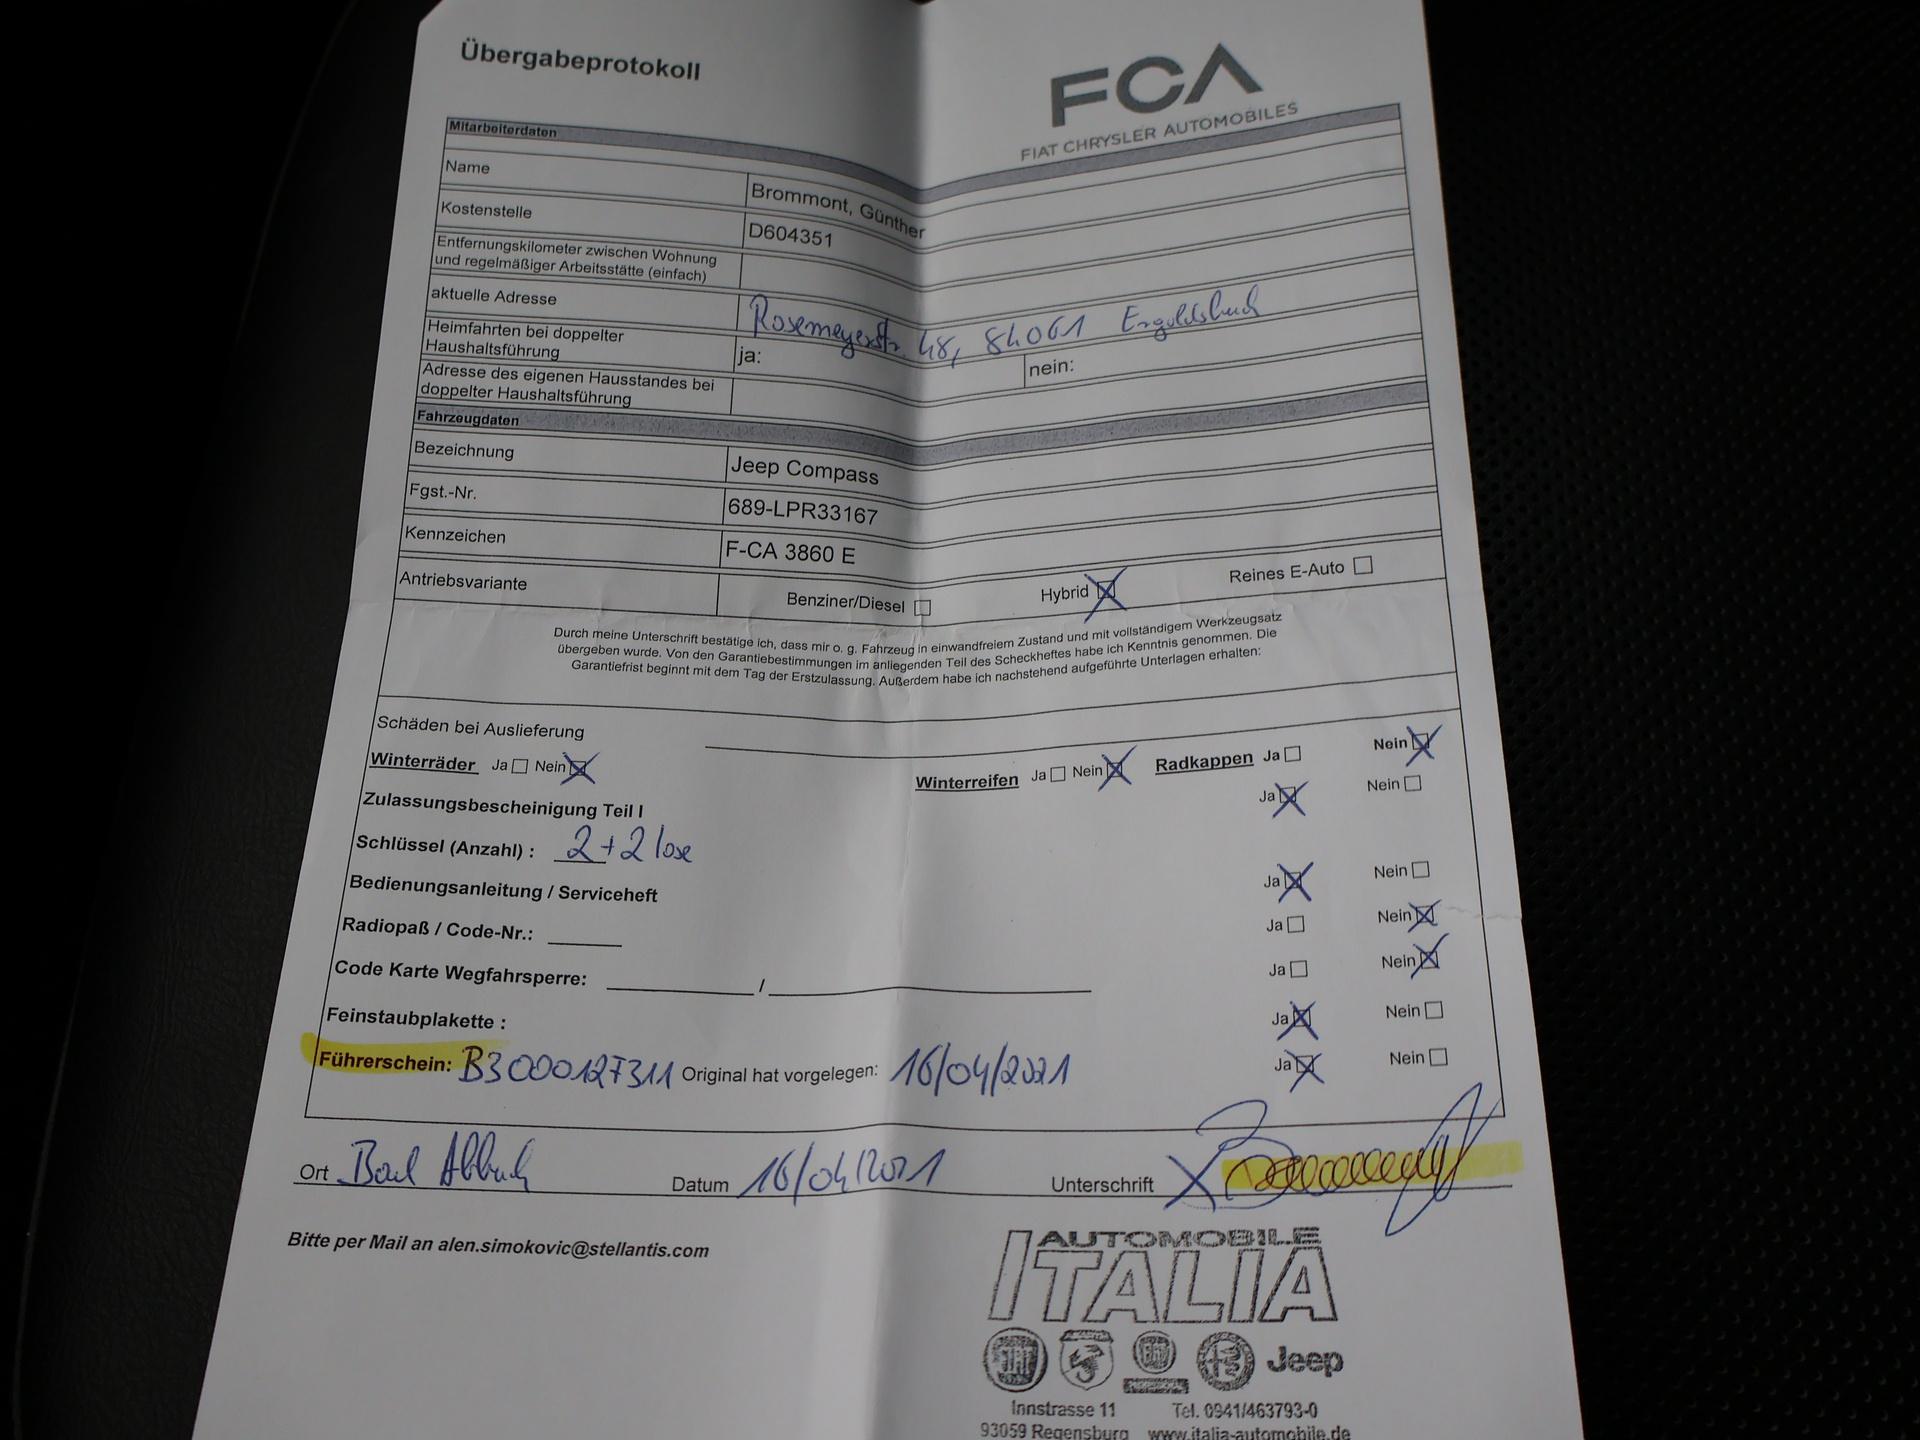 Übergabeprotokoll
FCA
FIAT CHRYSLER AUTOMOBILES
Mitarbeiterdaten
Name Brommont, Günther
Kostenstelle D604351
Entfernungskilometer zwischen Wohnung
und regelmäßiger Arbeitsstätte (einfach)
aktuelle Adresse Rosemeyerstr. 48, 84061 Ergoldsbach
Heimfahrten bei doppelter
Haushaltsführung ja: nein:
Adresse des eigenen Hausstandes bei
doppelter Haushaltsführung
Fahrzeugdaten
Bezeichnung Jeep Compass
Fgst.-Nr. 689-LPR33167
Kennzeichen F-CA 3860 E
Antriebsvariante Benziner/Diesel Hybrid Reines E-Auto
Durch meine Unterschrift bestätige ich, dass mir o. g. Fahrzeug in einwandfreiem Zustand und mit vollständigem Werkzeugsatz
übergeben wurde. Von den Garantiebestimmungen im anliegenden Teil des Scheckheftes habe ich Kenntnis genommen. Die
Garantiefrist beginnt mit dem Tag der Erstzulassung. Außerdem habe ich nachstehend aufgeführte Unterlagen erhalten:
Schäden bei Auslieferung
Winterräder Ja Nein Winterreifen Ja Nein Radkappen Ja Nein
Zulassungsbescheinigung Teil I Ja Nein
Schlüssel (Anzahl) : 2 + 2 lose
Bedienungsanleitung / Serviceheft Ja Nein
Radiopaß / Code-Nr.: Ja Nein
Code Karte Wegfahrsperre: / Ja Nein
Feinstaubplakette : Ja Nein
Führerschein: B3000127311 Original hat vorgelegen: 16/04/2021 Ja Nein
Ort Bad Abbach Datum 16/04/2021 Unterschrift X
Bitte per Mail an alen.simokovic@stellantis.com
AUTOMOBILE
ITALIA
Jeep
Innstrasse 11 Tel. 0941/463793-0
93059 Regensburg www.italia-automobile.de